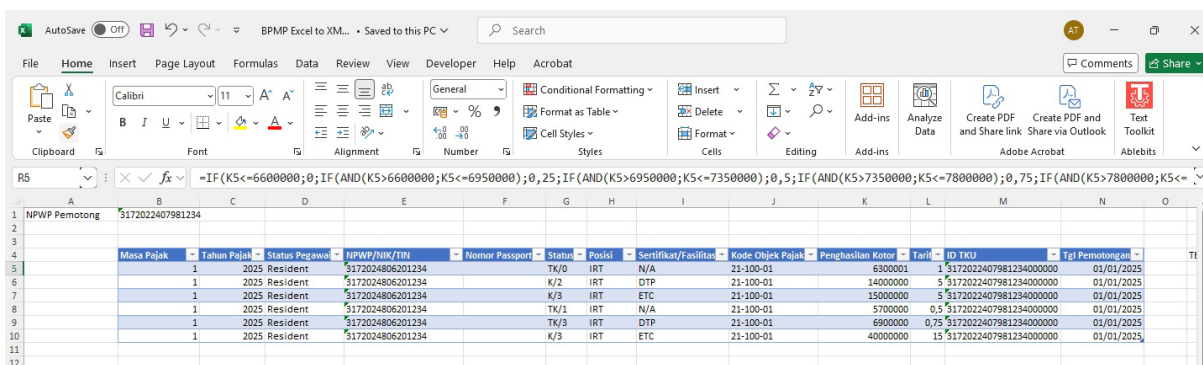 AutoSave Off BPMP Excel to XM... • Saved to this PC Search AT
File Home Insert Page Layout Formulas Data Review View Developer Help Acrobat Comments Share
Paste Calibri 11 A A General Conditional Formatting Insert Add-ins Analyze Data Create PDF and Share link Create PDF and Share via Outlook Text Toolkit
B I U A % 9 Format as Table Delete
Cell Styles Format
Clipboard Font Alignment Number Styles Cells Editing Add-ins Adobe Acrobat Ablebits
R5 fx =IF(K5<=6600000;0;IF(AND(K5>6600000;K5<=6950000);0,25;IF(AND(K5>6950000;K5<=7350000);0,5;IF(AND(K5>7350000;K5<=7800000);0,75;IF(AND(K5>7800000;K5<=
A B C D E F G H I J K L M N O
1 NPWP Pemotong 3172022407981234
2
3
4 Masa Pajak Tahun Pajak Status Pegawai NPWP/NIK/TIN Nomor Passport Status Posisi Sertifikat/Fasilitas Kode Objek Pajak Penghasilan Kotor Tarif ID TKU Tgl Pemotongan TE
5 1 2025 Resident 3172024806201234 TK/0 IRT N/A 21-100-01 6300001 1 3172022407981234000000 01/01/2025
6 1 2025 Resident 3172024806201234 K/2 IRT DTP 21-100-01 14000000 5 3172022407981234000000 01/01/2025
7 1 2025 Resident 3172024806201234 K/3 IRT ETC 21-100-01 15000000 5 3172022407981234000000 01/01/2025
8 1 2025 Resident 3172024806201234 TK/1 IRT N/A 21-100-01 5700000 0,5 3172022407981234000000 01/01/2025
9 1 2025 Resident 3172024806201234 TK/3 IRT DTP 21-100-01 6900000 0,75 3172022407981234000000 01/01/2025
10 1 2025 Resident 3172024806201234 K/3 IRT ETC 21-100-01 40000000 15 3172022407981234000000 01/01/2025
11
12